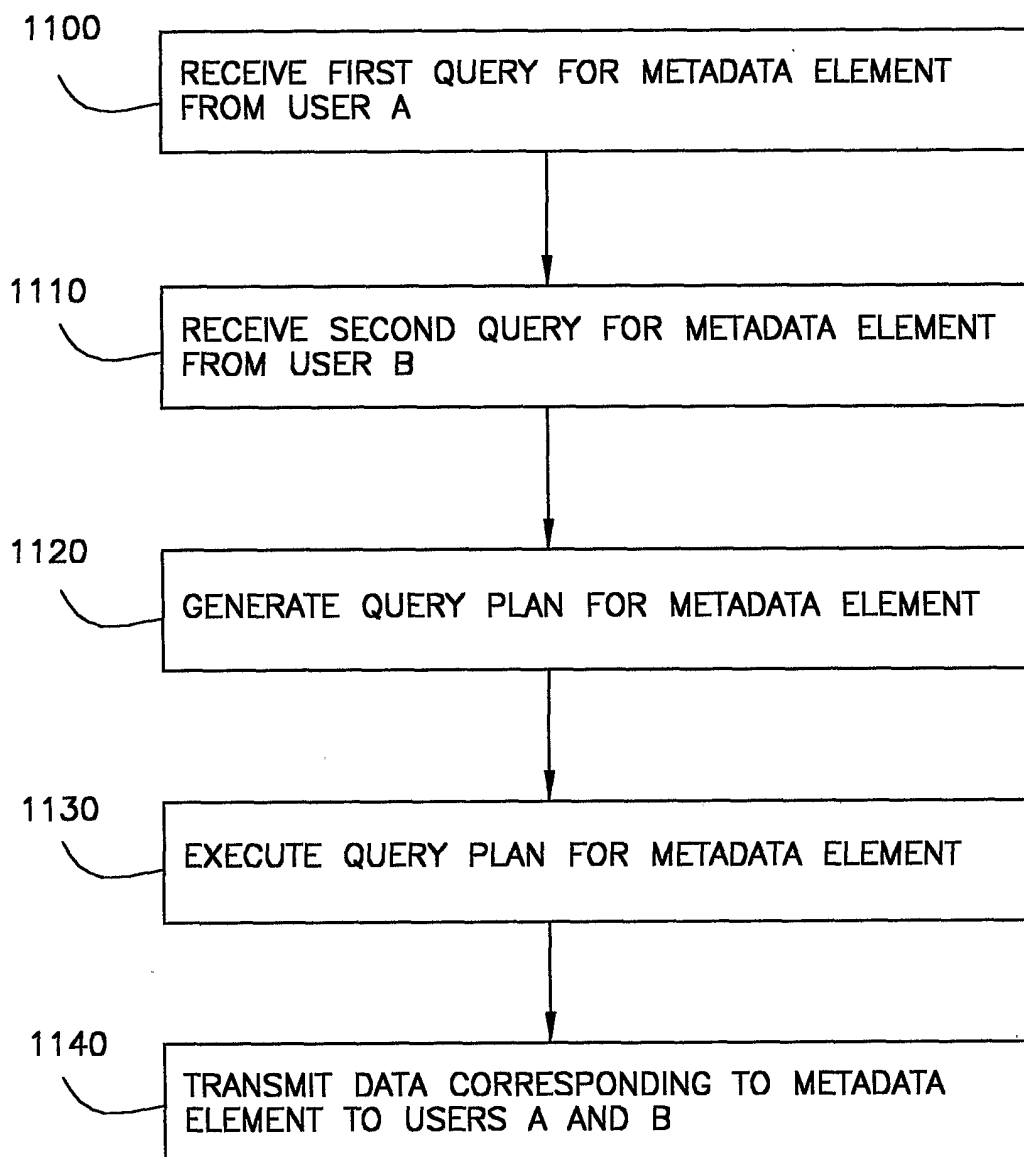 1100
RECEIVE FIRST QUERY FOR METADATA ELEMENT
FROM USER A
1110
RECEIVE SECOND QUERY FOR METADATA ELEMENT
FROM USER B
1120
GENERATE QUERY PLAN FOR METADATA ELEMENT
1130
EXECUTE QUERY PLAN FOR METADATA ELEMENT
1140
TRANSMIT DATA CORRESPONDING TO METADATA
ELEMENT TO USERS A AND B